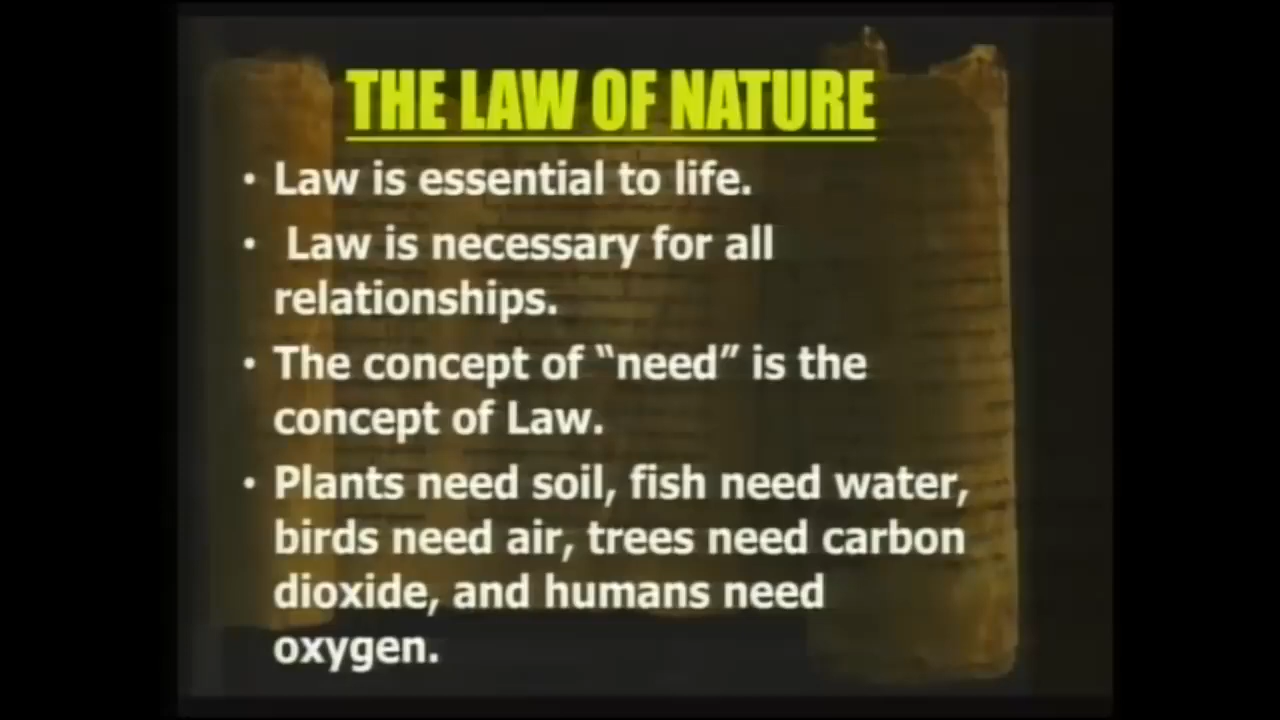 THE LAW OF NATURE
• Law is essential to life.
• Law is necessary for all
relationships.
• The concept of “need” is the
concept of Law.
• Plants need soil, fish need water,
birds need air, trees need carbon
dioxide, and humans need
oxygen.